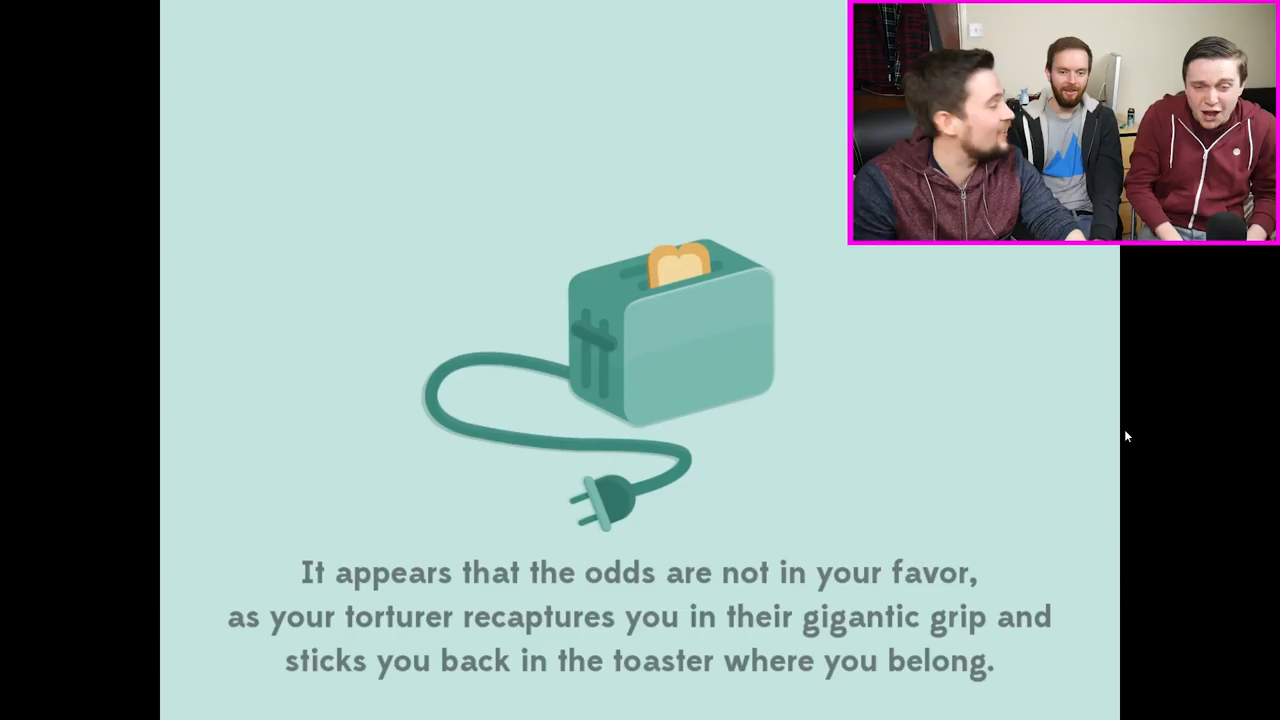 It appears that the odds are not in your favor,
as your torturer recaptures you in their gigantic grip and
sticks you back in the toaster where you belong.